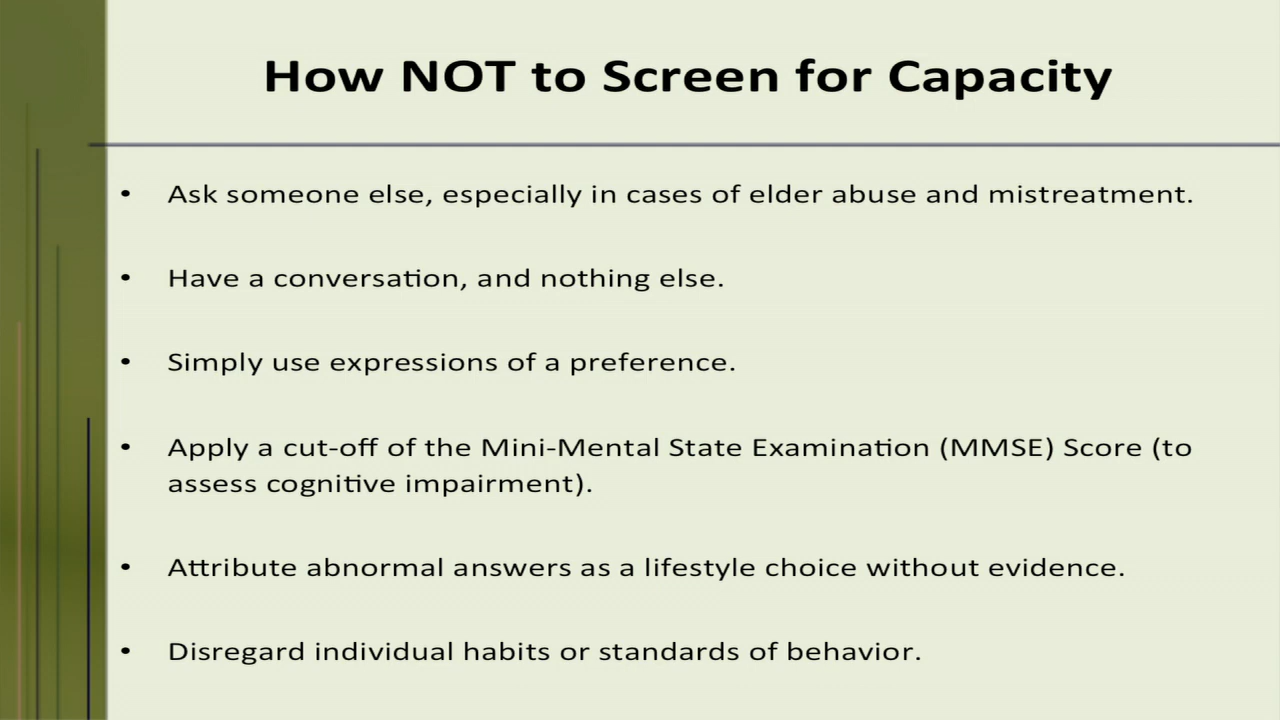 How NOT to Screen for Capacity
• Ask someone else, especially in cases of elder abuse and mistreatment.
• Have a conversation, and nothing else.
• Simply use expressions of a preference.
• Apply a cut-off of the Mini-Mental State Examination (MMSE) Score (to
assess cognitive impairment).
• Attribute abnormal answers as a lifestyle choice without evidence.
• Disregard individual habits or standards of behavior.